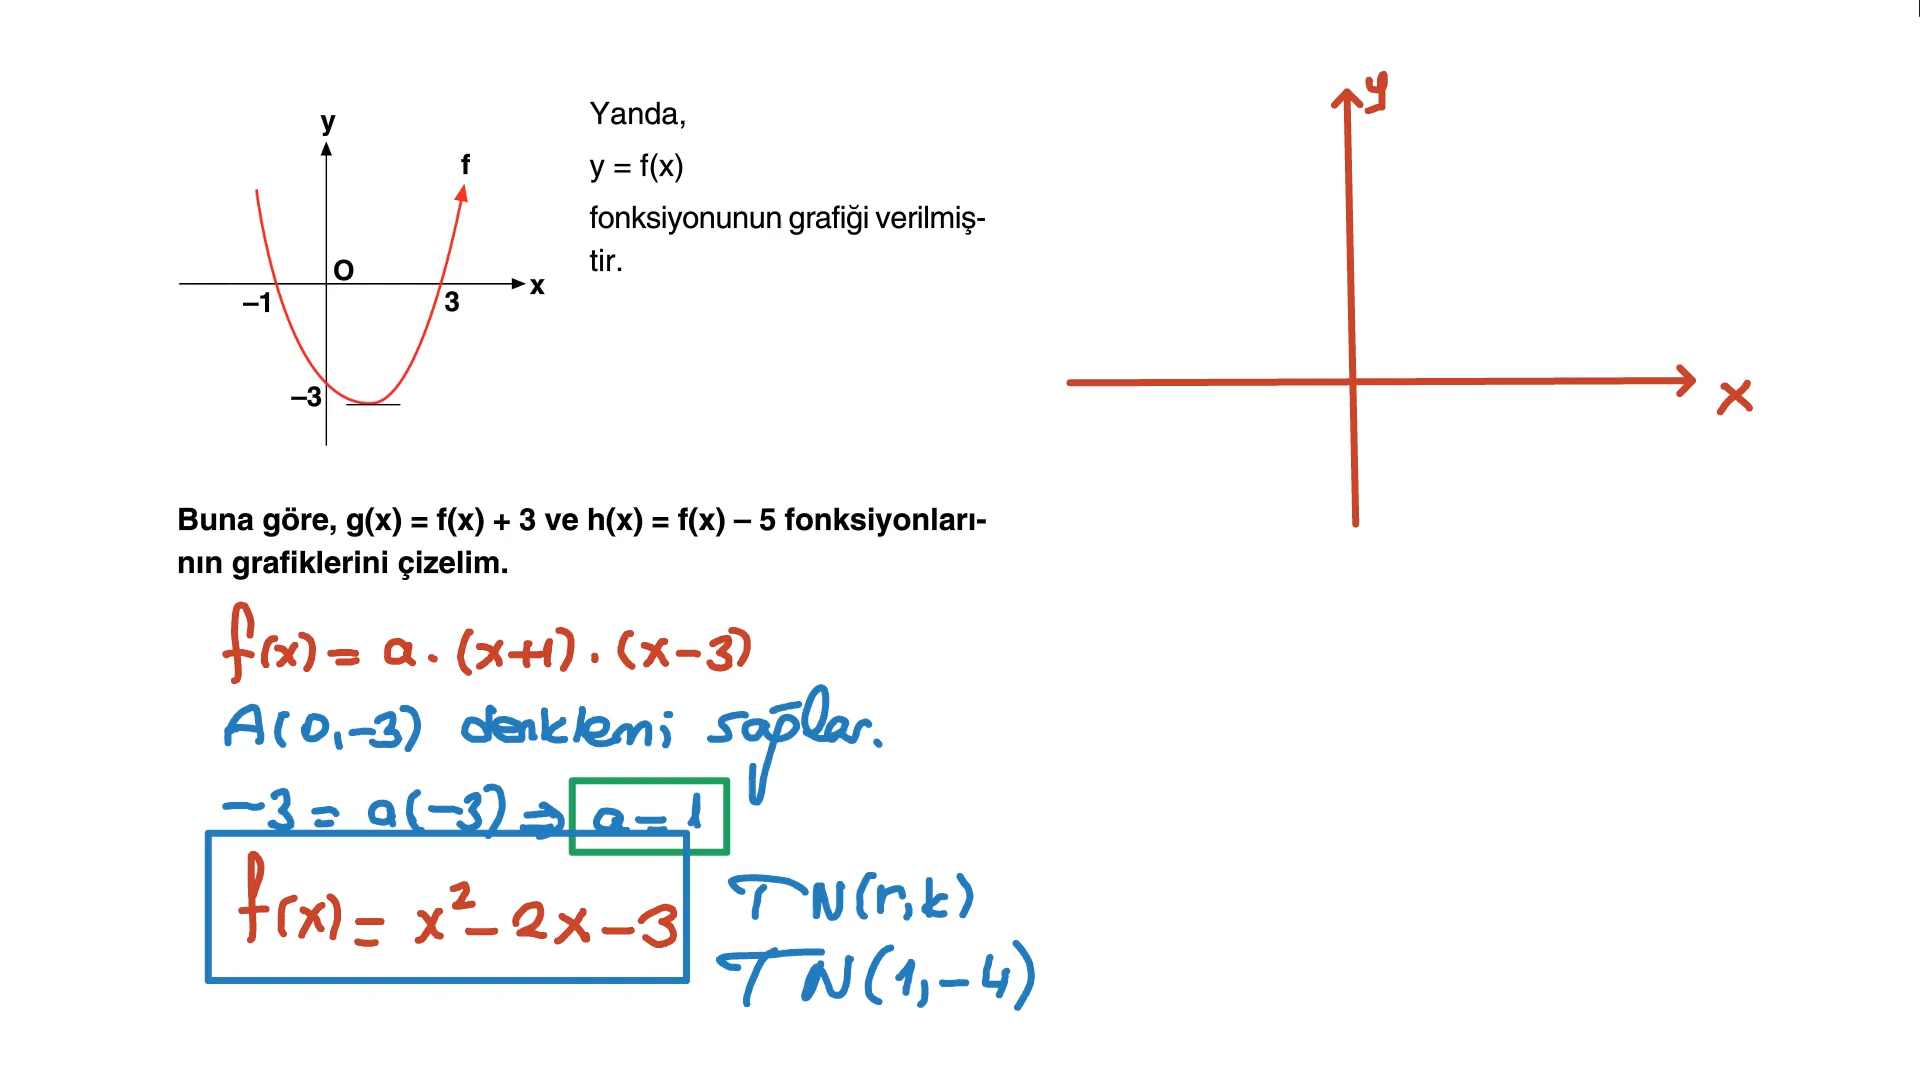 y
f
O
x
–1
3
–3
Yanda,
y = f(x)
fonksiyonunun grafiği verilmiş-
tir.
y
x
Buna göre, g(x) = f(x) + 3 ve h(x) = f(x) – 5 fonksiyonları-
nın grafiklerini çizelim.
f(x) = a . (x+1) . (x-3)
A(0,-3) denklemi sağlar.
-3 = a(-3) ⇒ a = 1
f(x) = x² - 2x - 3
TN(r,k)
TN(1,-4)